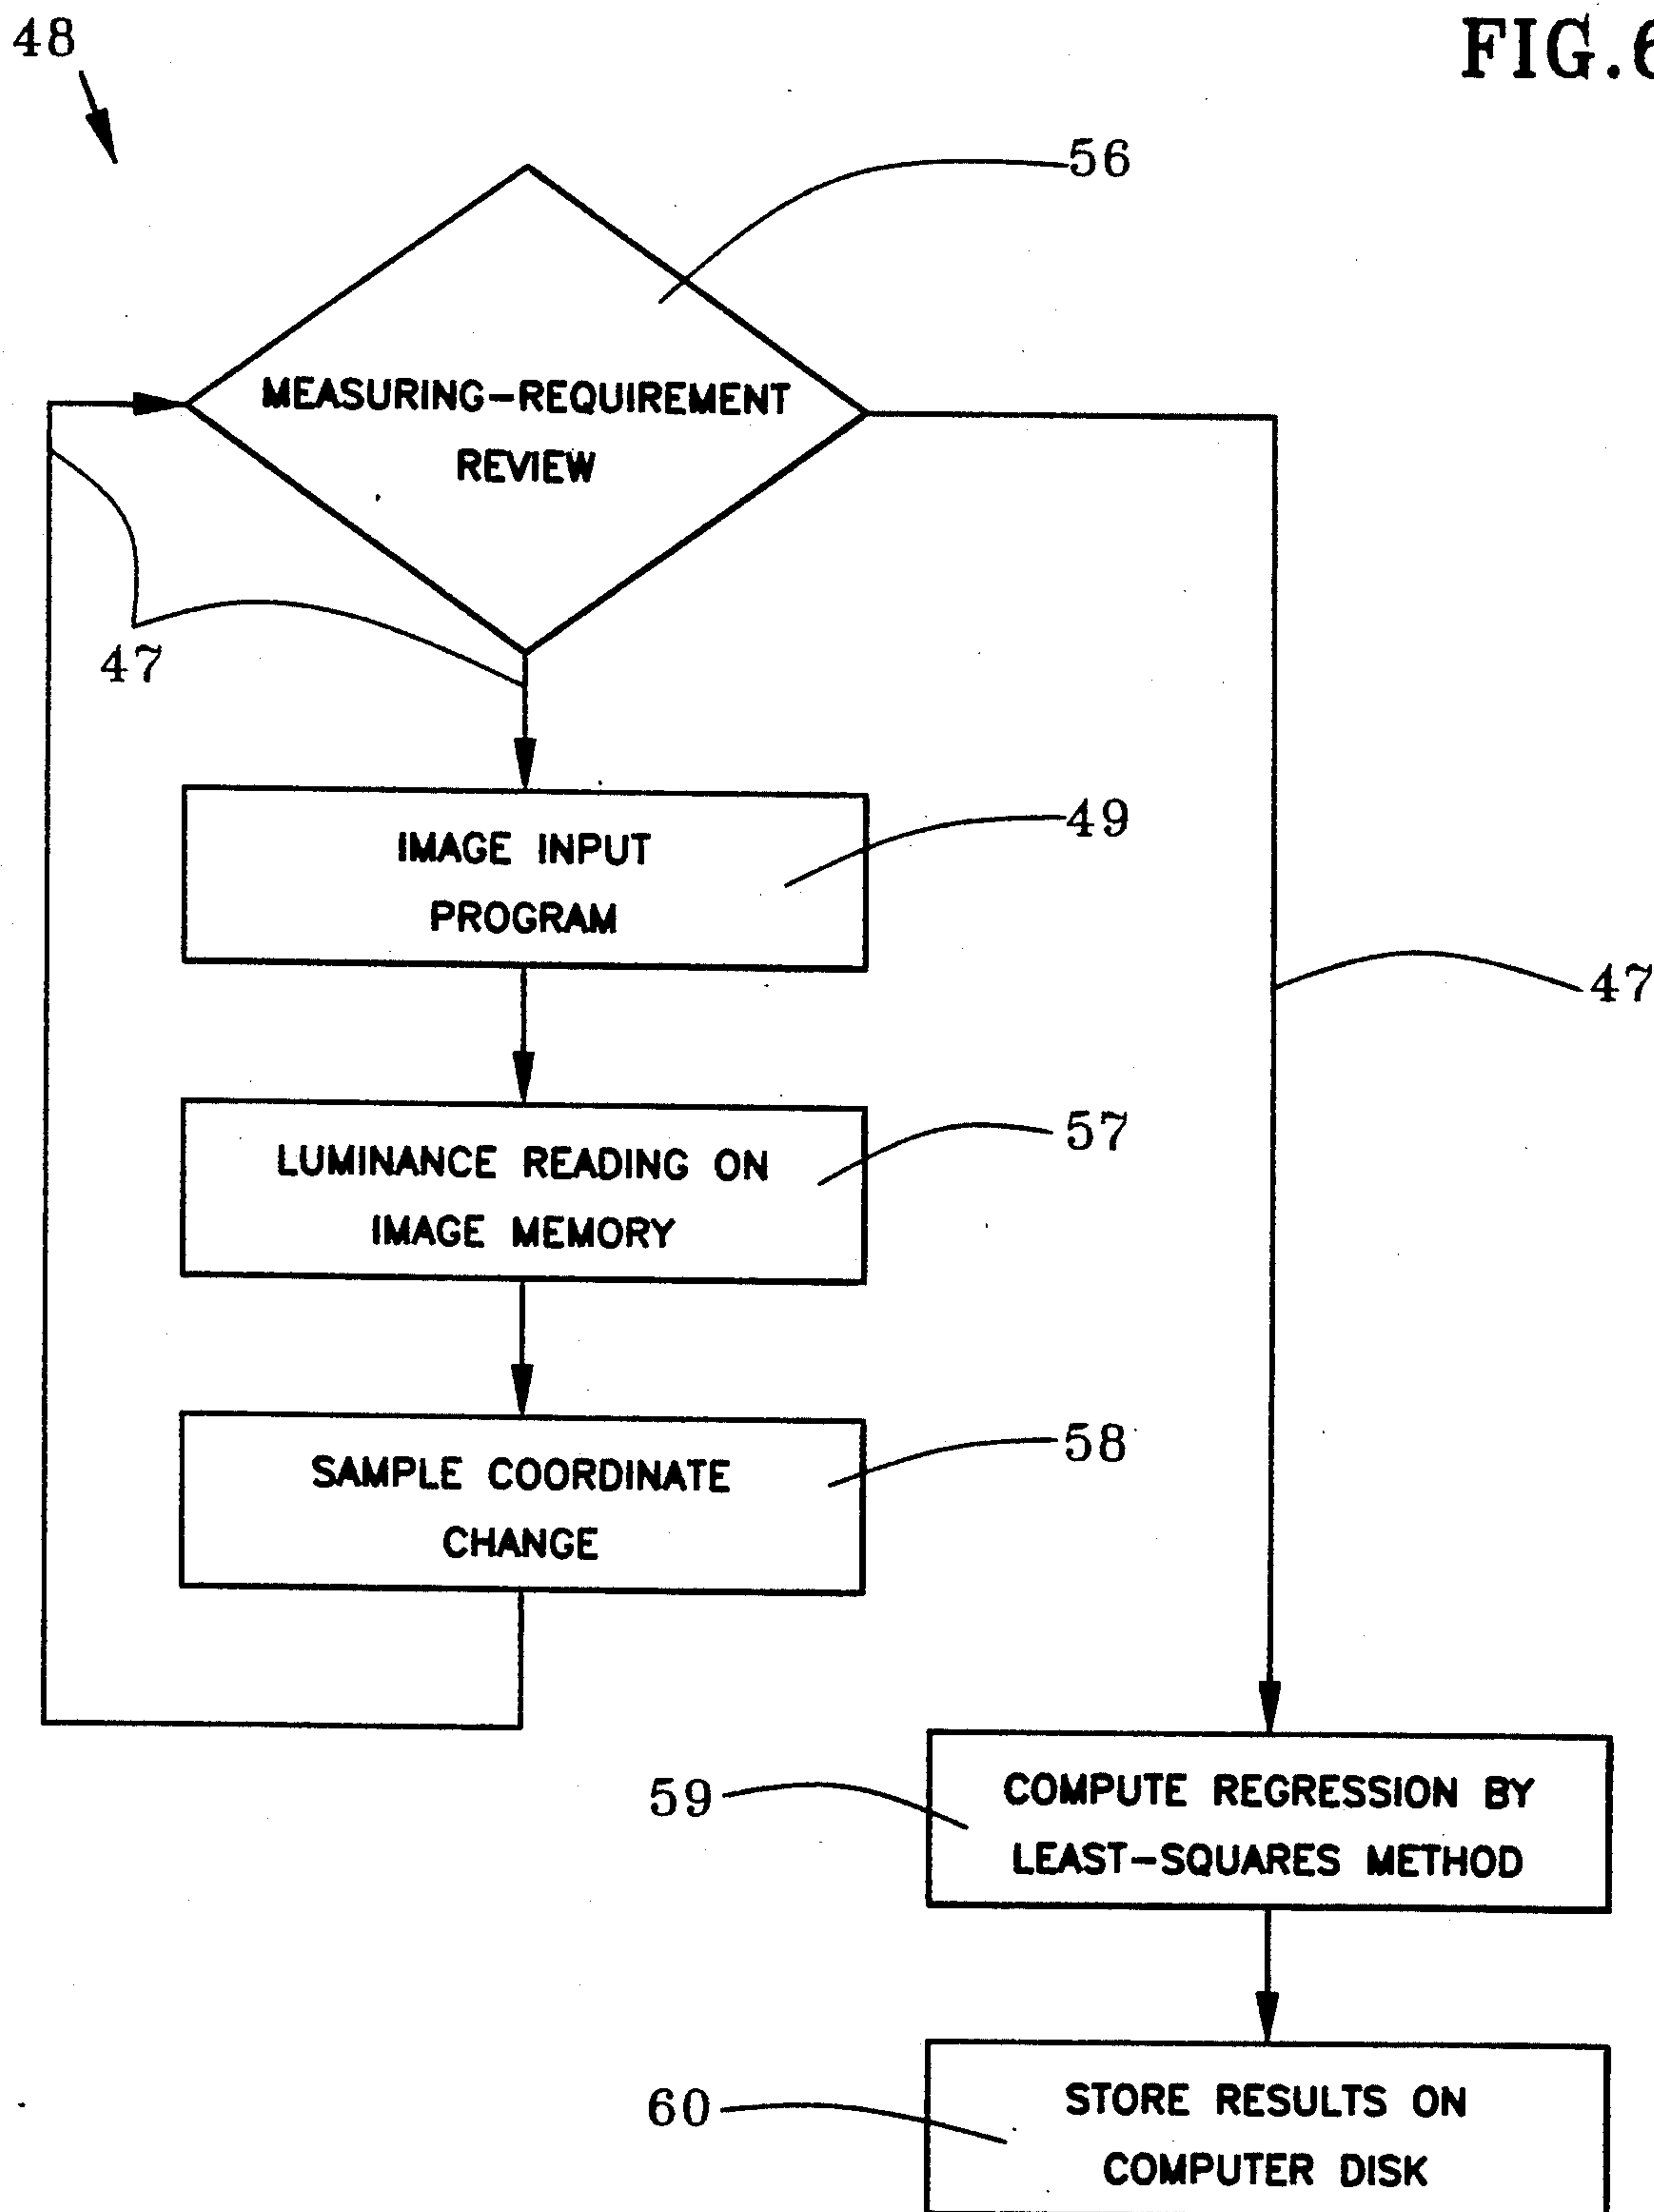 48
FIG.6
56
MEASURING-REQUIREMENT
REVIEW
47
IMAGE INPUT
PROGRAM
49
47
LUMINANCE READING ON
IMAGE MEMORY
57
SAMPLE COORDINATE
CHANGE
58
59
COMPUTE REGRESSION BY
LEAST-SQUARES METHOD
60
STORE RESULTS ON
COMPUTER DISK